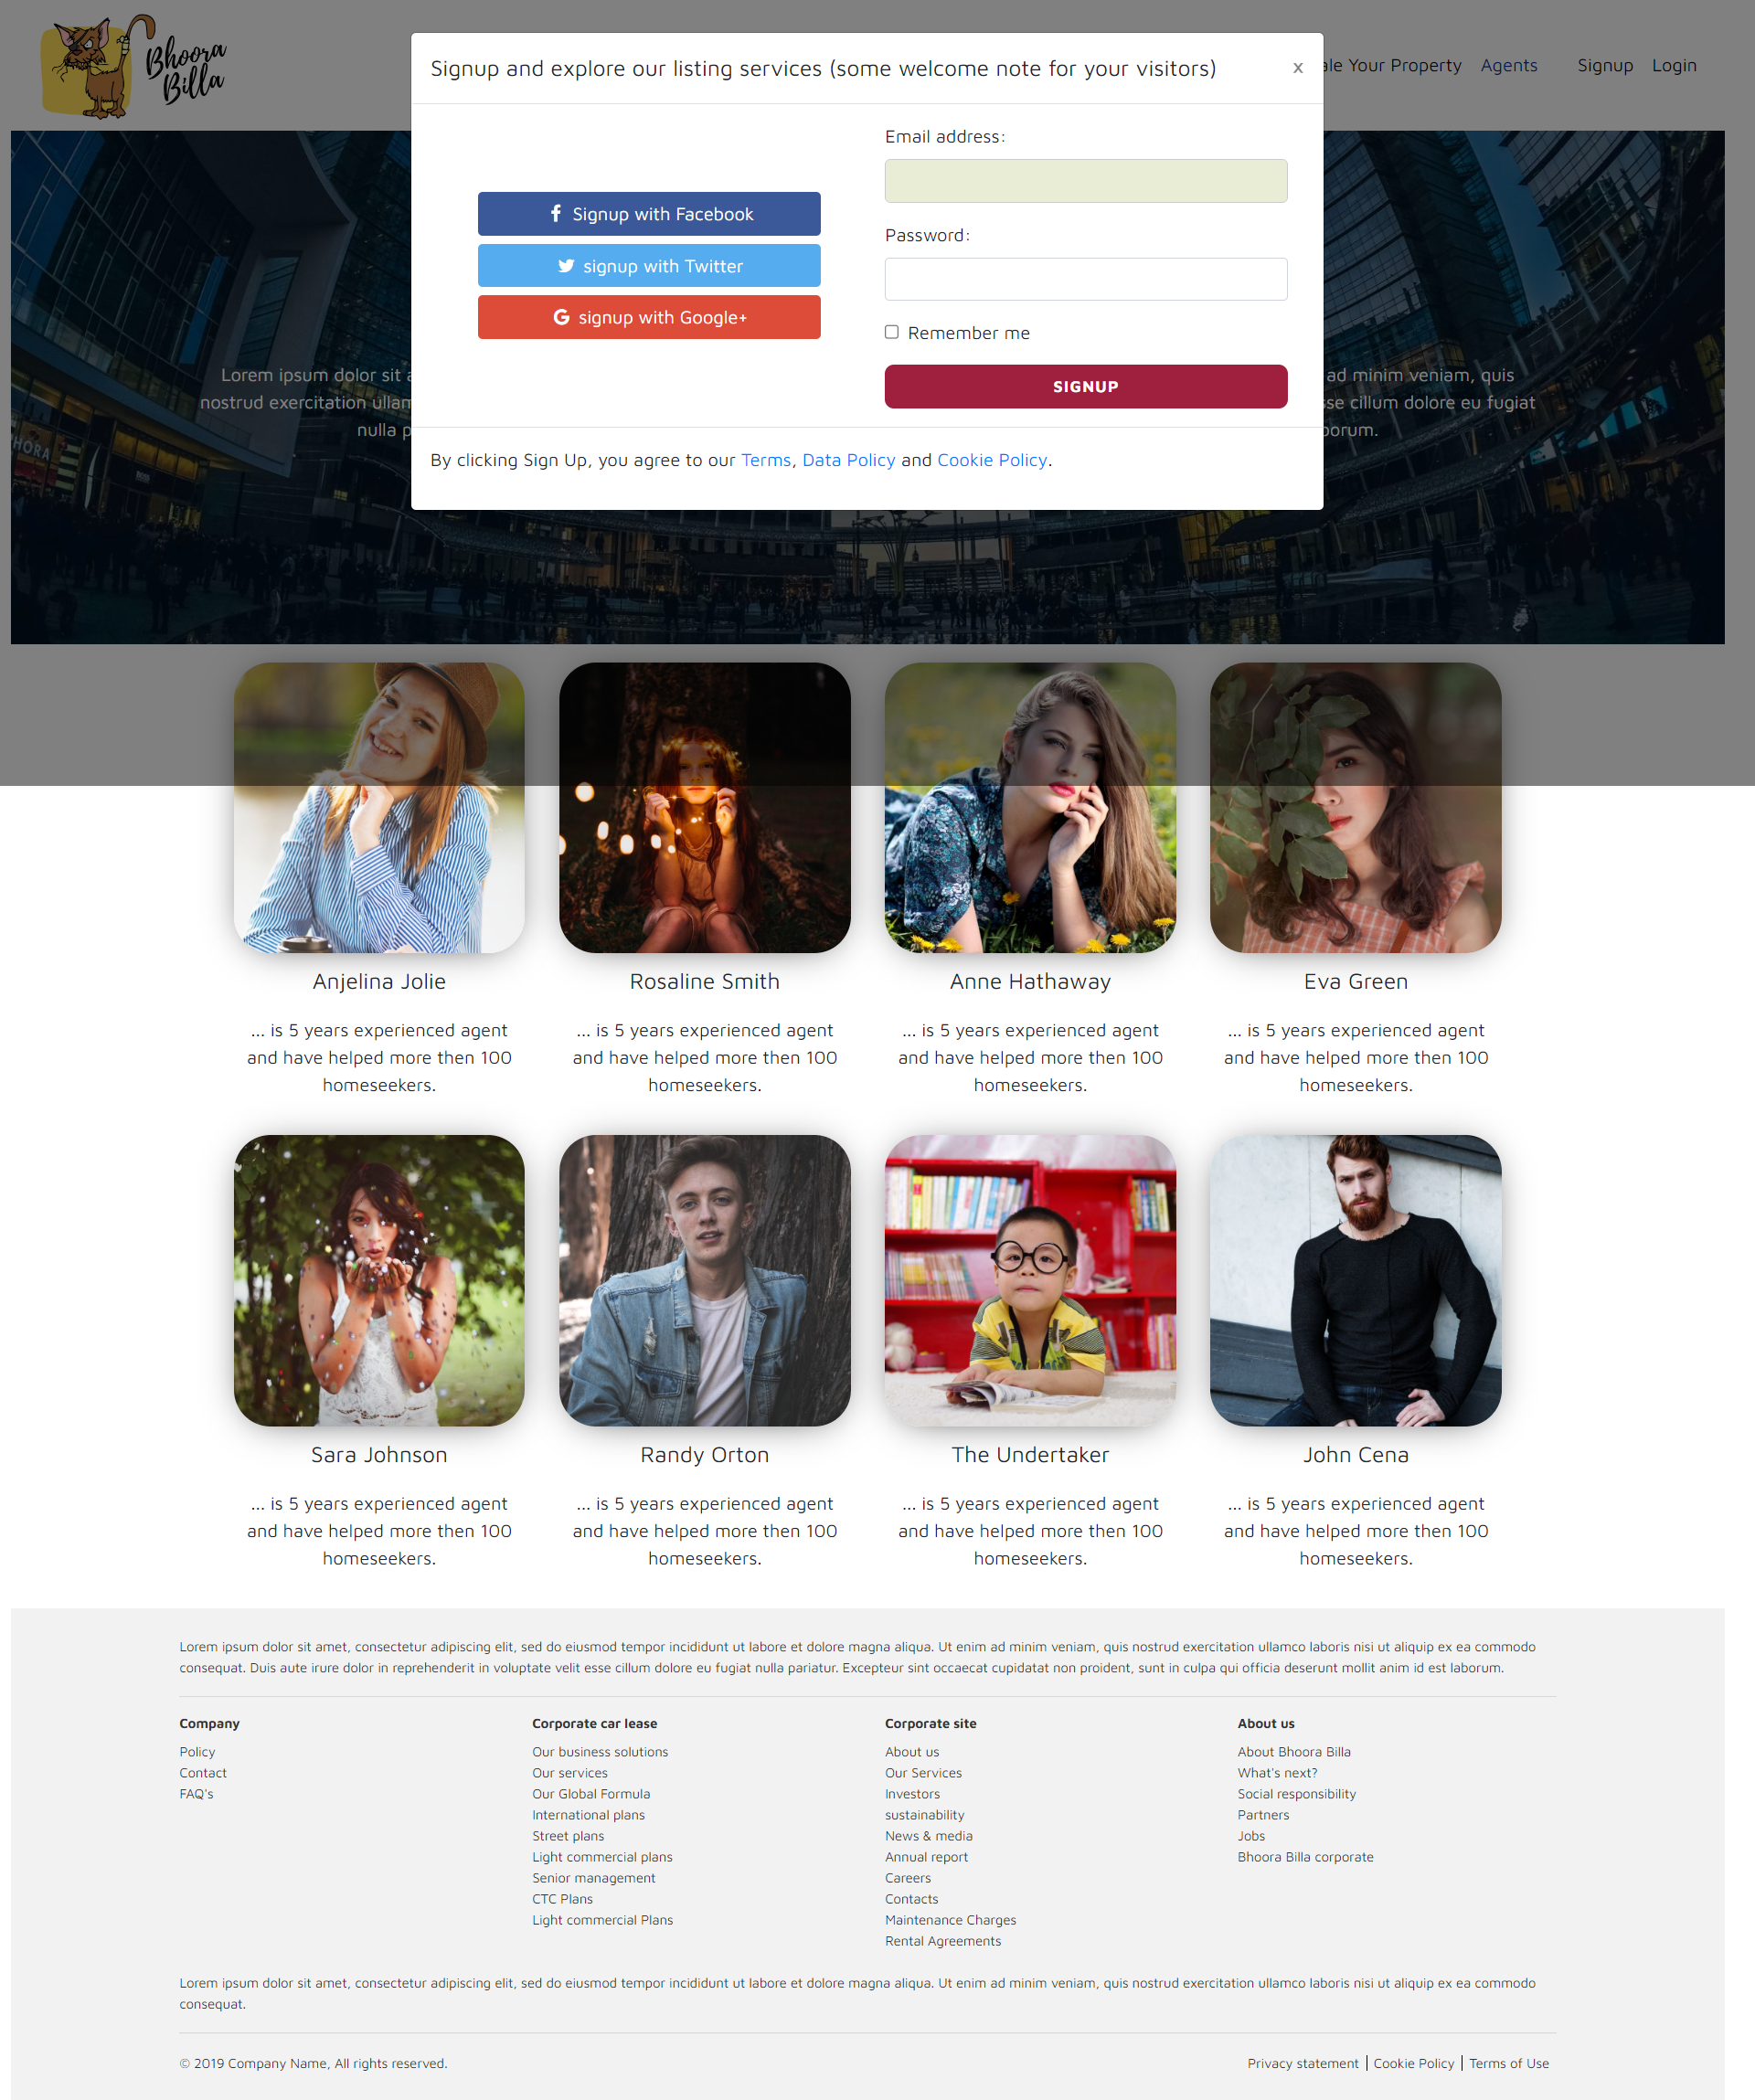 Bhoora
Billa
Signup and explore our listing services (some welcome note for your visitors)
x
Your Property
Agents
Signup
Login
Email address:
Signup with Facebook
signup with Twitter
signup with Google+
Password:
Remember me
SIGNUP
Lorem ipsum dolor sit
ad minim veniam, quis
nostrud exercitation
cillum dolore eu fugiat
nulla
By clicking Sign Up, you agree to our Terms, Data Policy and Cookie Policy.
Anjelina Jolie
... is 5 years experienced agent
and have helped more then 100
homeseekers.
Rosaline Smith
... is 5 years experienced agent
and have helped more then 100
homeseekers.
Anne Hathaway
... is 5 years experienced agent
and have helped more then 100
homeseekers.
Eva Green
... is 5 years experienced agent
and have helped more then 100
homeseekers.
Sara Johnson
... is 5 years experienced agent
and have helped more then 100
homeseekers.
Randy Orton
... is 5 years experienced agent
and have helped more then 100
homeseekers.
The Undertaker
... is 5 years experienced agent
and have helped more then 100
homeseekers.
John Cena
... is 5 years experienced agent
and have helped more then 100
homeseekers.
Lorem ipsum dolor sit amet, consectetur adipiscing elit, sed do eiusmod tempor incididunt ut labore et dolore magna aliqua. Ut enim ad minim veniam, quis nostrud exercitation ullamco laboris nisi ut aliquip ex ea commodo
consequat. Duis aute irure dolor in reprehenderit in voluptate velit esse cillum dolore eu fugiat nulla pariatur. Excepteur sint occaecat cupidatat non proident, sunt in culpa qui officia deserunt mollit anim id est laborum.
Company
Policy
Contact
FAQ's
Corporate car lease
Our business solutions
Our services
Our Global Formula
International plans
Street plans
Light commercial plans
Senior management
CTC Plans
Light commercial Plans
Corporate site
About us
Our Services
Investors
sustainability
News & media
Annual report
Careers
Contacts
Maintenance Charges
Rental Agreements
About us
About Bhoora Billa
What's next?
Social responsibility
Partners
Jobs
Bhoora Billa corporate
Lorem ipsum dolor sit amet, consectetur adipiscing elit, sed do eiusmod tempor incididunt ut labore et dolore magna aliqua. Ut enim ad minim veniam, quis nostrud exercitation ullamco laboris nisi ut aliquip ex ea commodo
consequat.
© 2019 Company Name, All rights reserved.
Privacy statement | Cookie Policy | Terms of Use